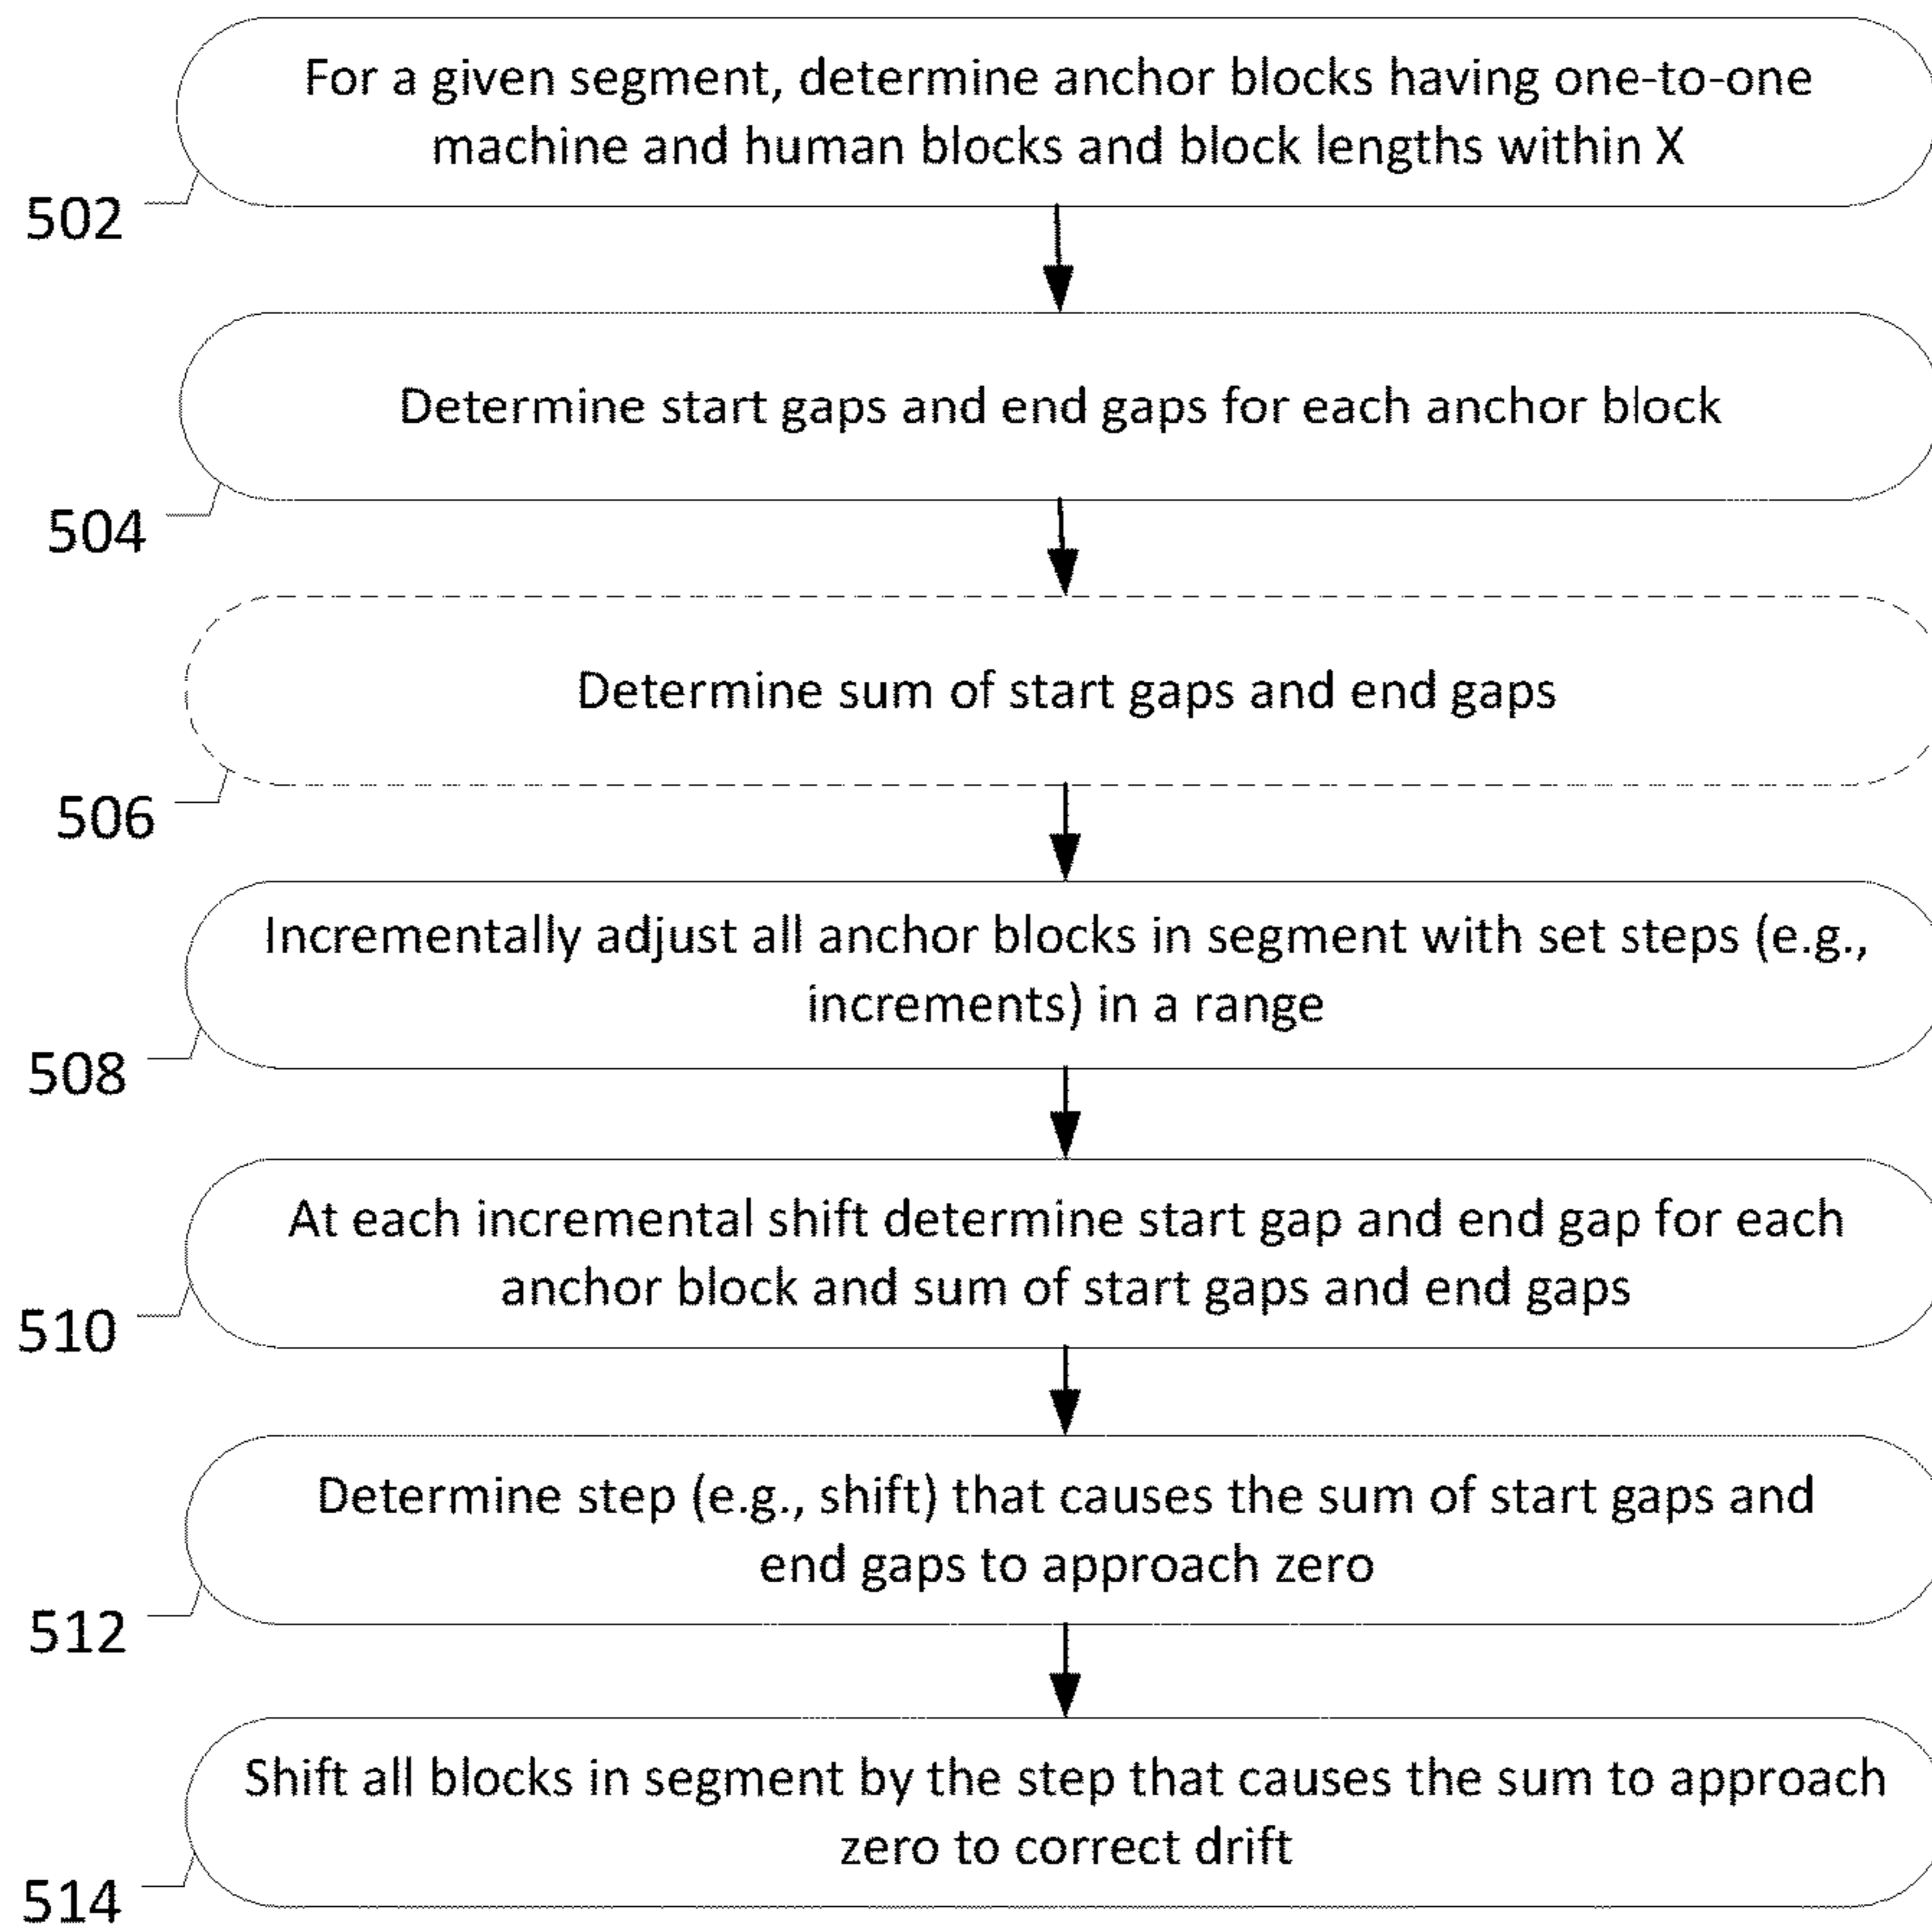 For a given segment, determine anchor blocks having one-to-one
machine and human blocks and block lengths within X
502
Determine start gaps and end gaps for each anchor block
504
Determine sum of start gaps and end gaps
506
Incrementally adjust all anchor blocks in segment with set steps (e.g.,
increments) in a range
508
At each incremental shift determine start gap and end gap for each
anchor block and sum of start gaps and end gaps
510
Determine step (e.g., shift) that causes the sum of start gaps and
end gaps to approach zero
512
Shift all blocks in segment by the step that causes the sum to approach
zero to correct drift
514